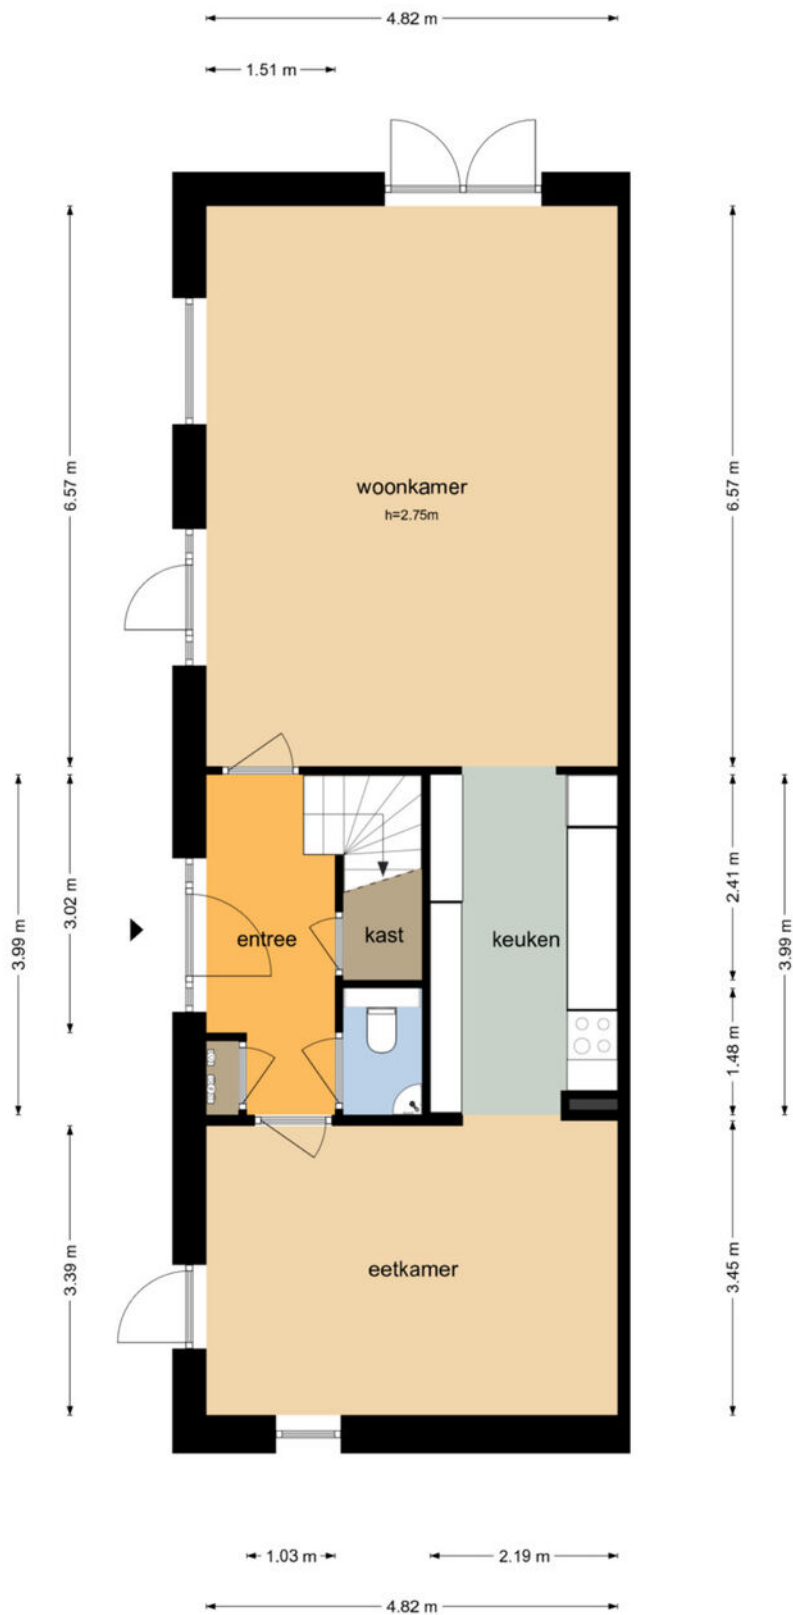 4.82 m
1.51 m
6.57 m
6.57 m
woonkamer
h=2.75m
3.99 m
3.02 m
entree
kast
keuken
2.41 m
3.99 m
1.48 m
3.39 m
eetkamer
3.45 m
1.03 m
2.19 m
4.82 m